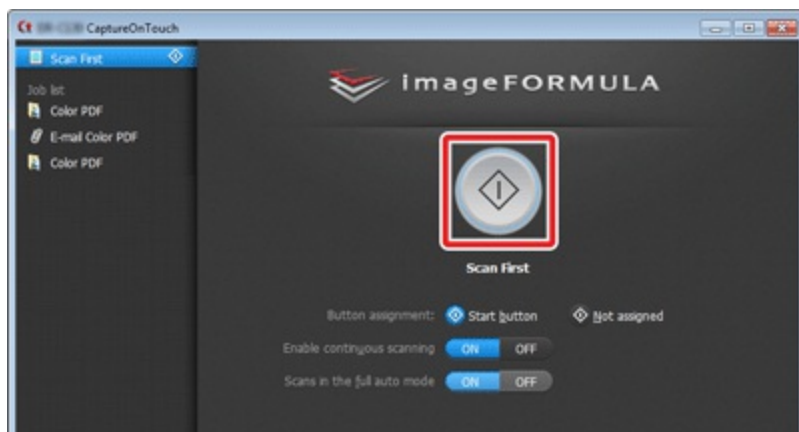 Ct CaptureOnTouch
Scan First
Job list
Color PDF
E-mail Color PDF
Color PDF
imageFORMULA
Scan First
Button assignment: Start button Not assigned
Enable continuous scanning ON OFF
Scans in the full auto mode ON OFF